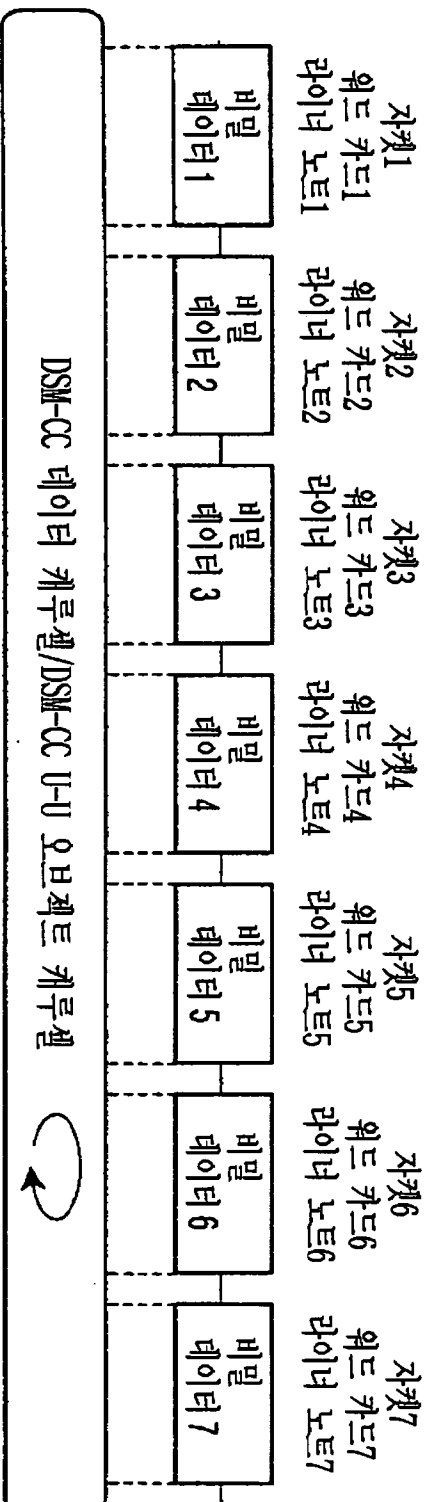 자켓1
워드 카드1
라이너 노트1
비밀
데이터1
자켓2
워드 카드2
라이너 노트2
비밀
데이터2
자켓3
워드 카드3
라이너 노트3
비밀
데이터3
자켓4
워드 카드4
라이너 노트4
비밀
데이터4
자켓5
워드 카드5
라이너 노트5
비밀
데이터5
자켓6
워드 카드6
라이너 노트6
비밀
데이터6
자켓7
워드 카드7
라이너 노트7
비밀
데이터7
DSM-CC 데이터 캐루셀/DSM-CC U-U 오브젝트 캐루셀